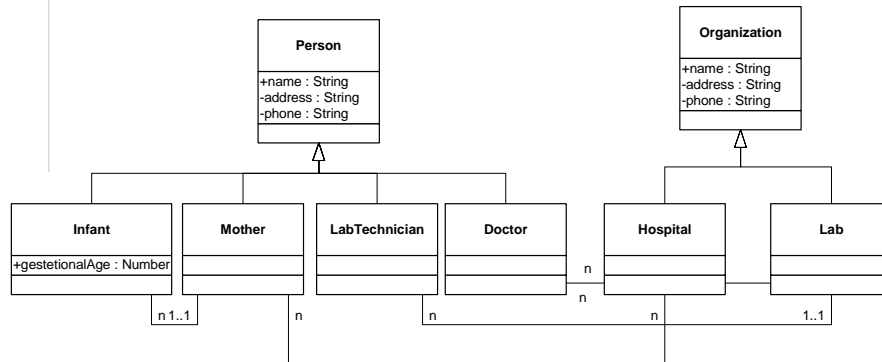 Person
+name : String
-address : String
-phone : String
Organization
+name : String
-address : String
-phone : String
Infant
+gestetionalAge : Number
Mother
LabTechnician
Doctor
Hospital
Lab
n
n
n 1..1
n
n
n
1..1